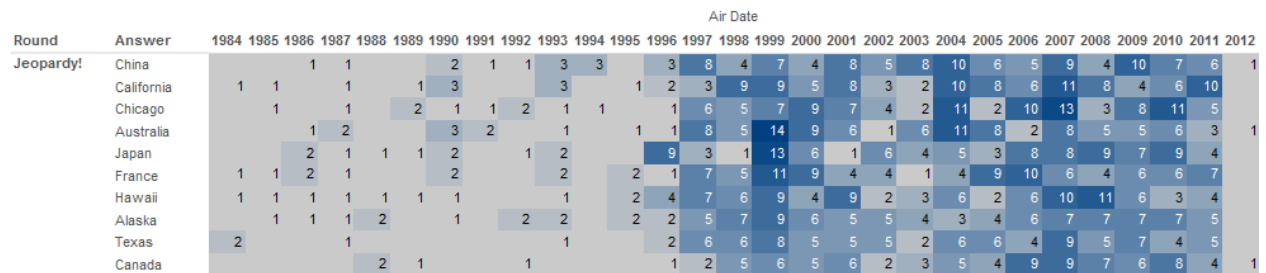 Air Date
Round Answer 1984 1985 1986 1987 1988 1989 1990 1991 1992 1993 1994 1995 1996 1997 1998 1999 2000 2001 2002 2003 2004 2005 2006 2007 2008 2009 2010 2011 2012
Jeopardy! China 1 1 2 1 1 3 3 3 8 4 7 4 8 5 8 10 6 5 9 4 10 7 6 1
California 1 1 1 1 3 3 1 2 3 9 9 5 8 3 2 10 8 6 11 8 4 6 10
Chicago 1 1 2 1 1 2 1 1 1 6 5 7 9 7 4 2 11 2 10 13 3 8 11 5
Australia 1 2 3 2 1 1 1 8 5 14 9 6 1 6 11 8 2 8 5 5 6 3 1
Japan 2 1 1 1 2 1 2 9 3 1 13 6 1 6 4 5 3 8 8 9 7 9 4
France 1 1 2 1 2 2 2 1 7 5 11 9 4 4 1 4 9 10 6 4 6 6 7
Hawaii 1 1 1 1 1 1 1 1 2 4 7 6 9 4 9 2 3 6 2 6 10 11 6 3 4
Alaska 1 1 1 2 1 2 2 2 2 5 7 9 6 5 5 4 3 4 6 7 7 7 7 5
Texas 2 1 1 2 6 6 8 5 5 5 2 6 6 4 9 5 7 4 5
Canada 2 1 1 1 2 5 6 5 6 2 3 5 4 9 9 7 6 8 4 1